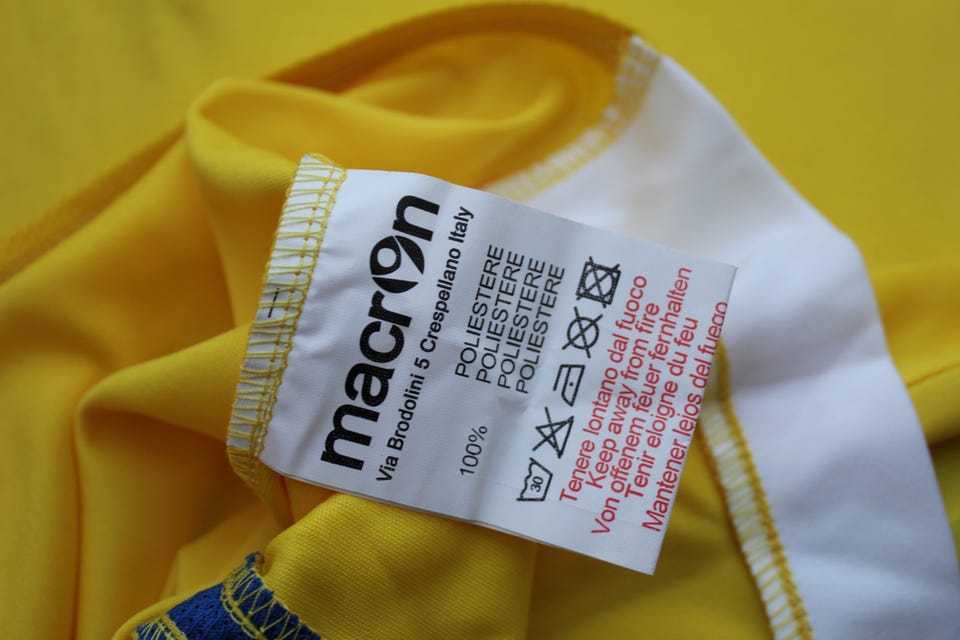 macron
Via Brodolini 5 Crespellano Italy
100% POLIESTERE
POLIESTERE
POLIESTERE
POLIESTERE
30
Tenere lontano dal fuoco
Keep away from fire
Von offenem feuer fernhalten
Tenir eloigne du feu
Mantener lejos del fuego